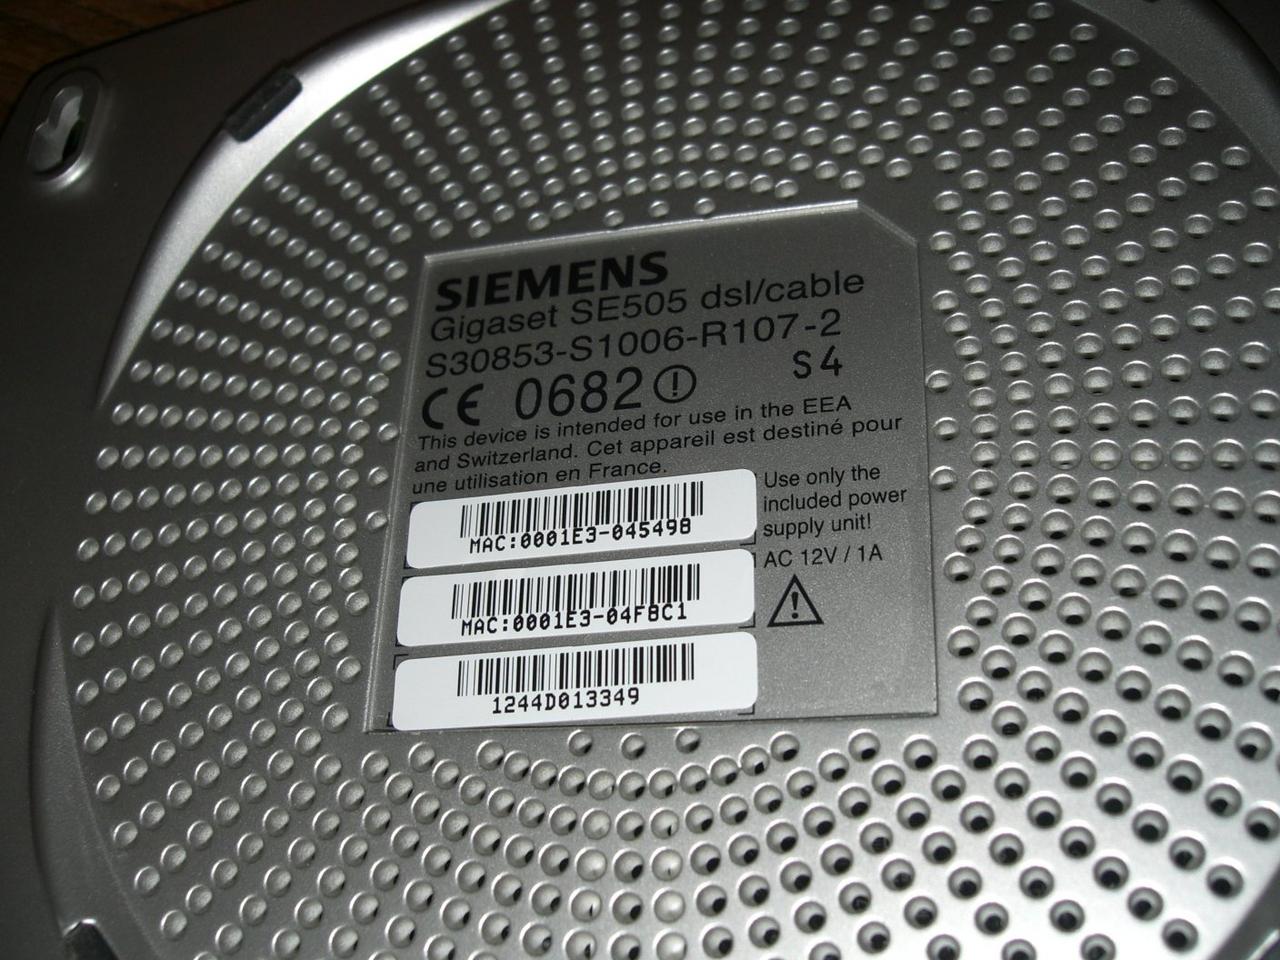 SIEMENS
Gigaset SE505 dsl/cable
S30853-S1006-R107-2
S4
CE 0682
This device is intended for use in the EEA
and Switzerland. Cet appareil est destiné pour
une utilisation en France.
MAC:0001E3-045498
MAC:0001E3-04F8C1
1244D013349
Use only the
included power
supply unit!
AC 12V / 1A